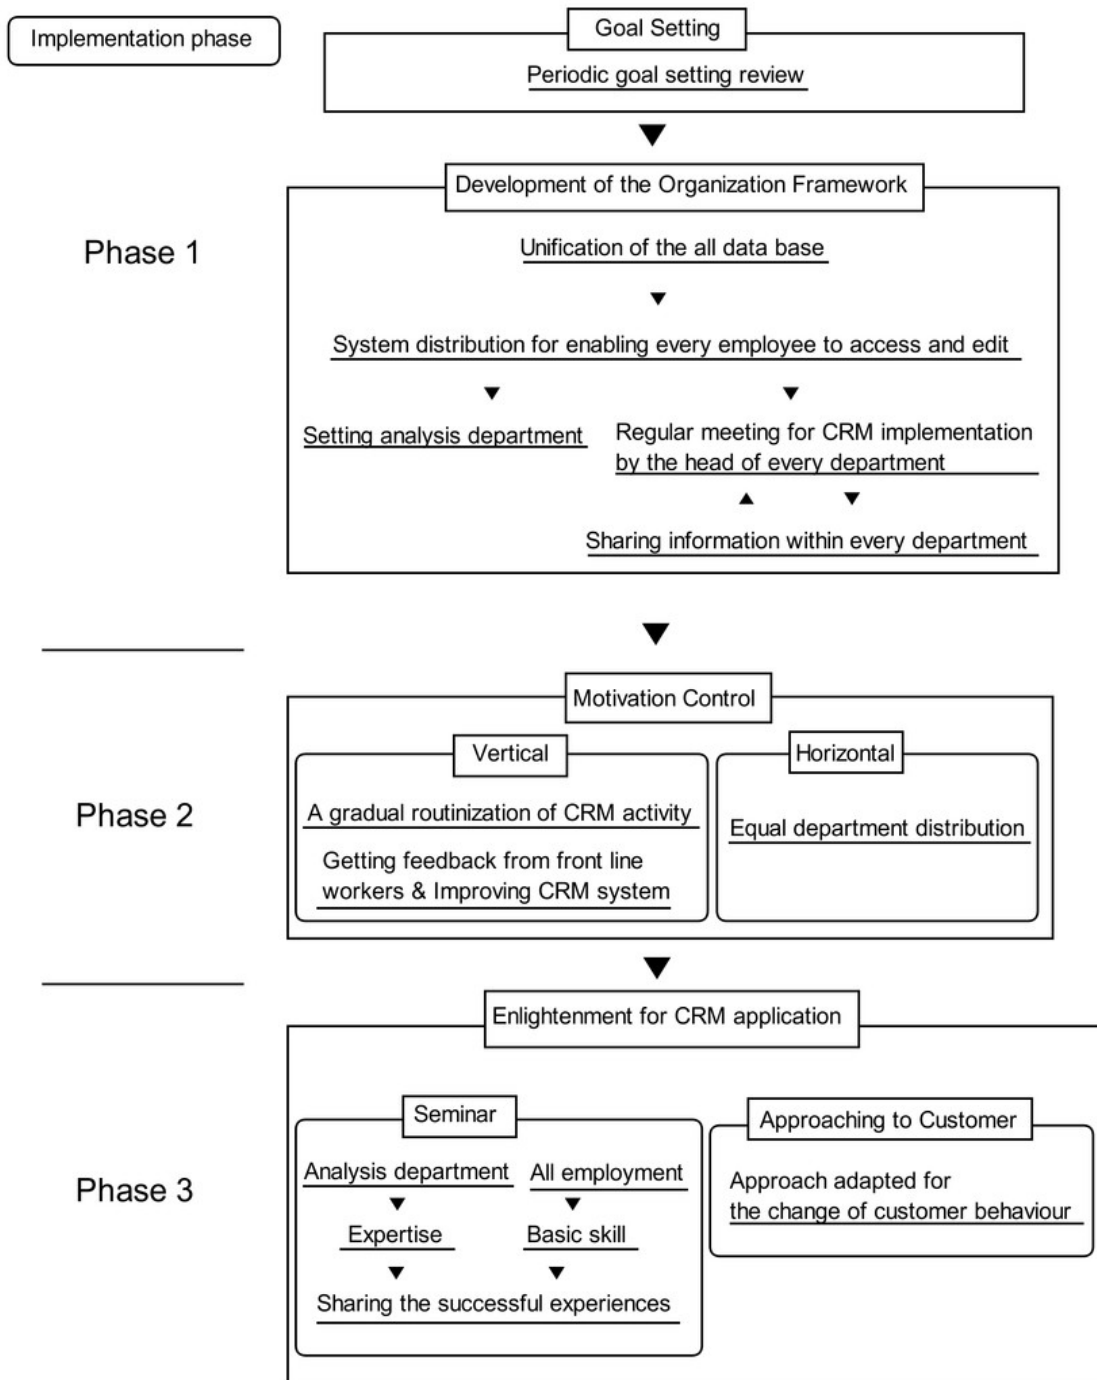 Implementation phase
Goal Setting
Periodic goal setting review
Development of the Organization Framework
Phase 1
Unification of the all data base
System distribution for enabling every employee to access and edit
Setting analysis department
Regular meeting for CRM implementation
by the head of every department
Sharing information within every department
Motivation Control
Vertical
Horizontal
Phase 2
A gradual routinization of CRM activity
Getting feedback from front line
workers & Improving CRM system
Equal department distribution
Enlightenment for CRM application
Seminar
Approaching to Customer
Phase 3
Analysis department
All employment
Expertise
Basic skill
Sharing the successful experiences
Approach adapted for
the change of customer behaviour